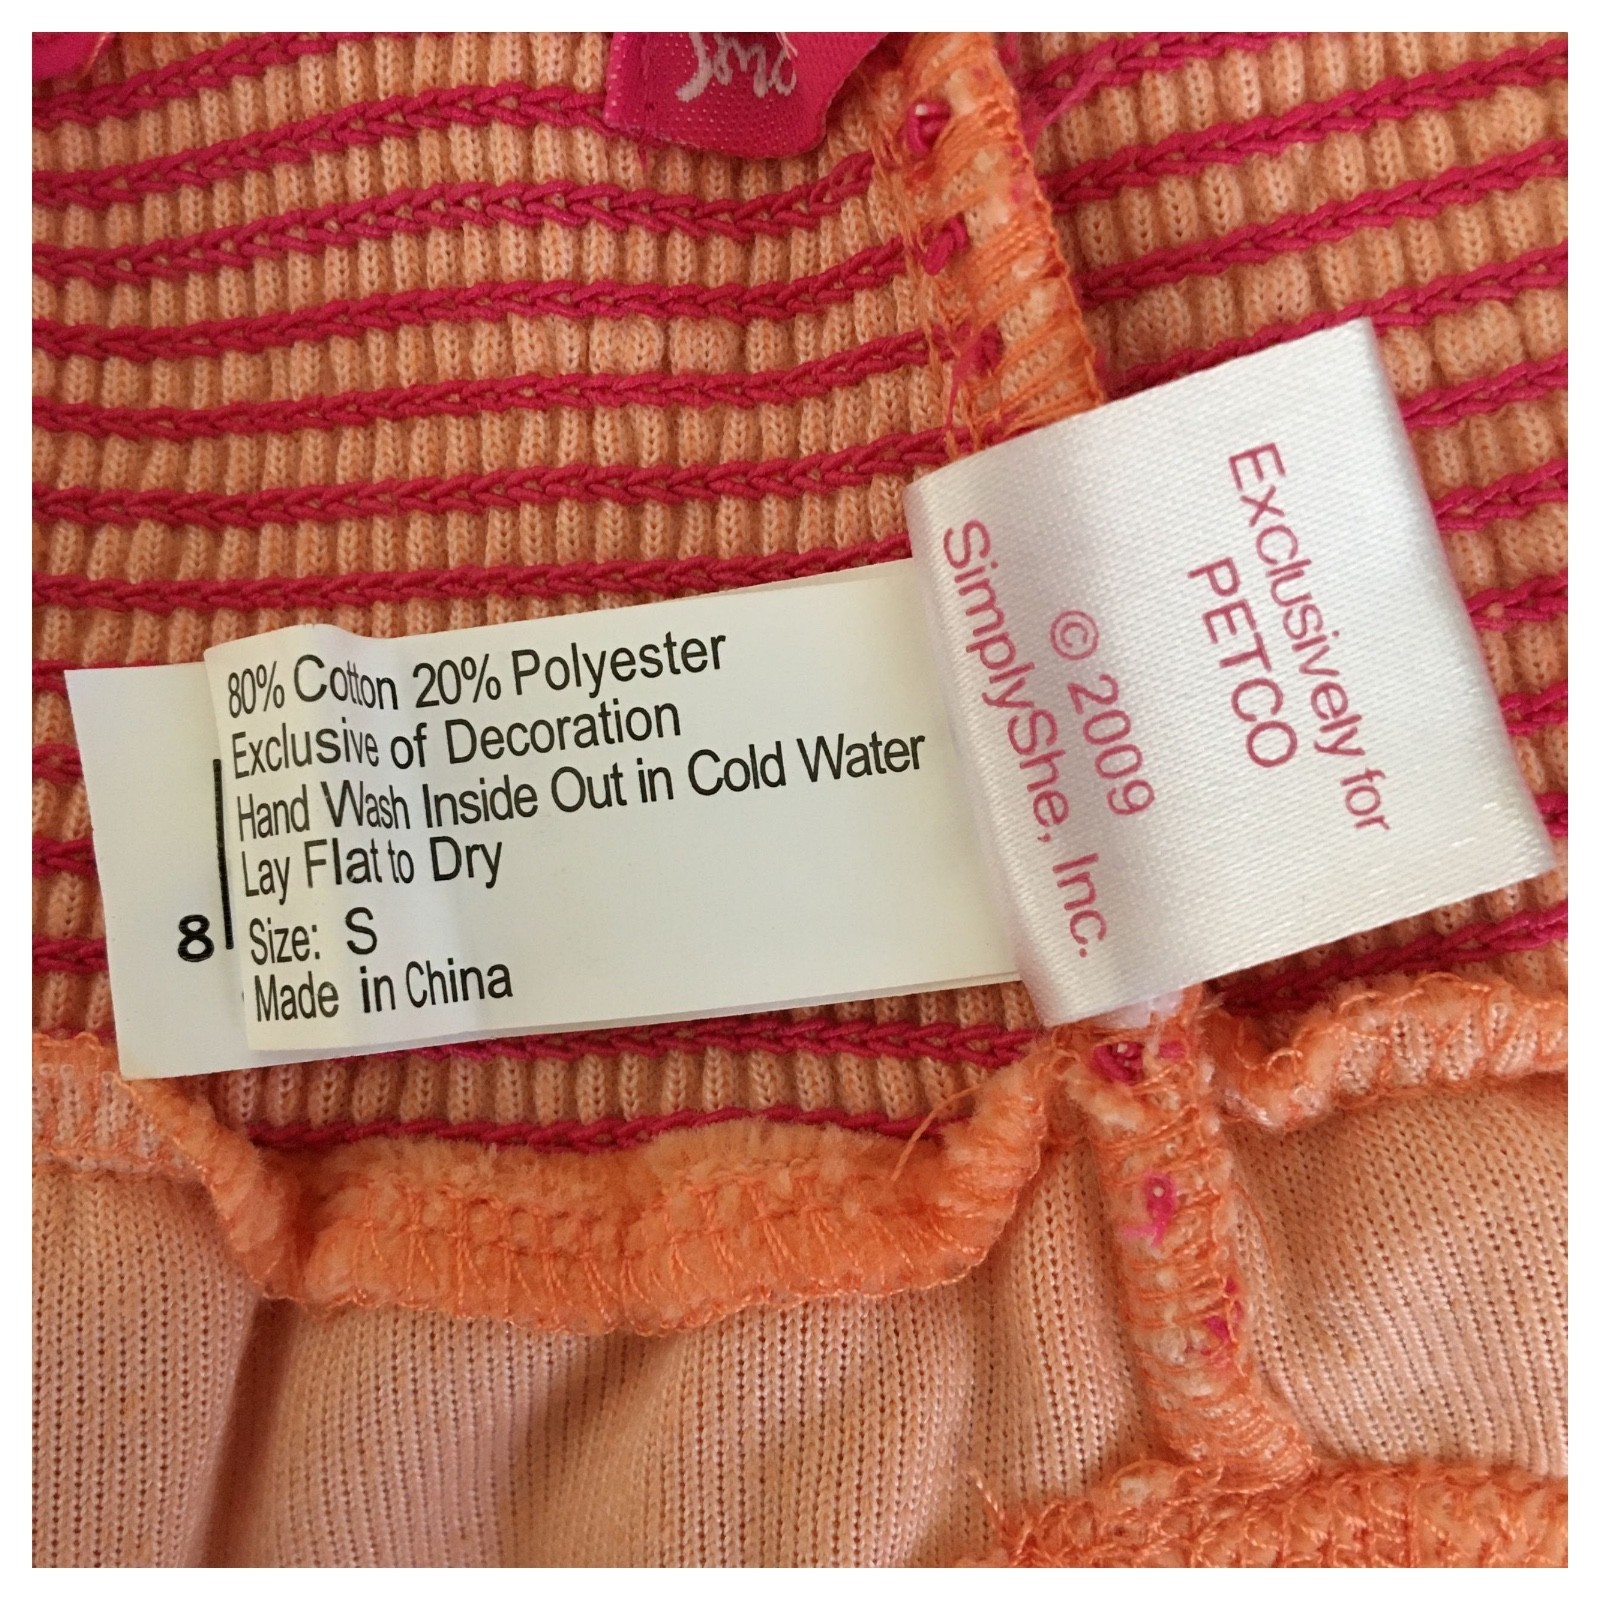 80% Cotton 20% Polyester
Exclusive of Decoration
Hand Wash Inside Out in Cold Water
Lay Flat to Dry
Size: S
Made in China
8
Exclusively for
PETCO
© 2009
SimplyShe, Inc.